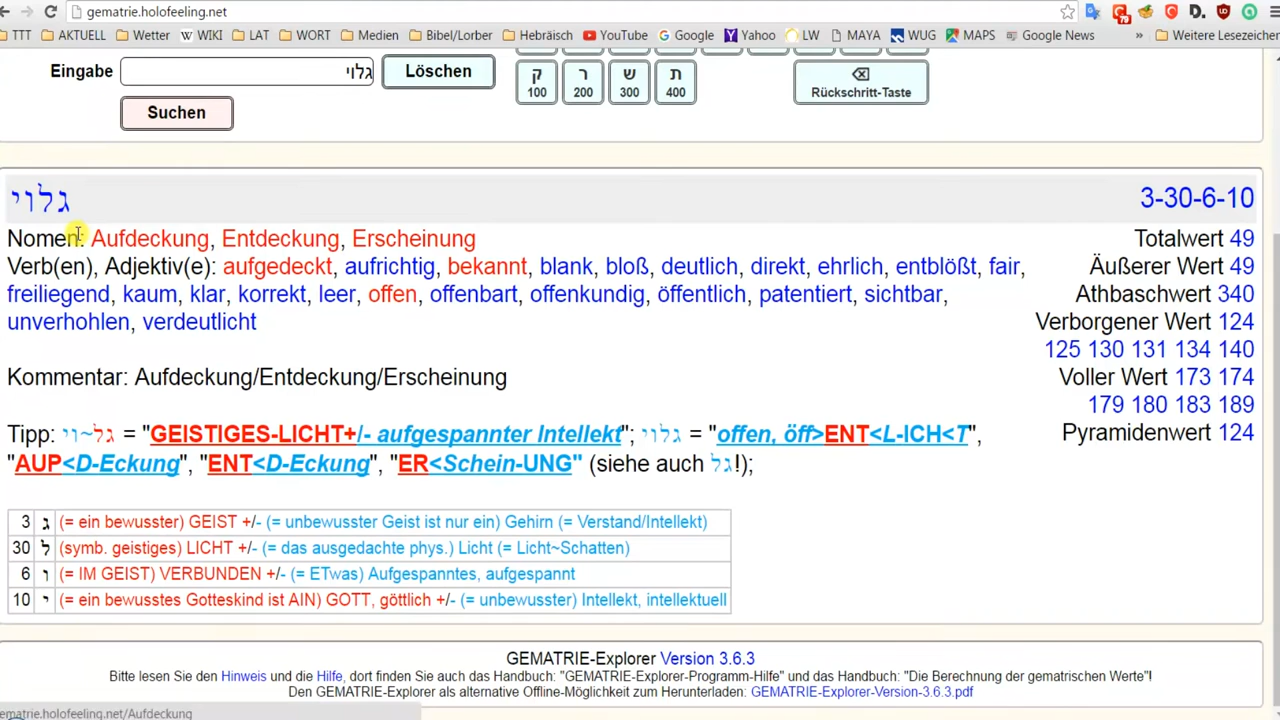 gematrie.holofeeling.net
TTT AKTUELL Wetter WIKI LAT WORT Medien Bibel/Lorber Hebräisch YouTube Google Yahoo LW MAYA WUG MAPS Google News » Weitere Lesezeichen
Eingabe גלוי Löschen ק ר ש ת
100 200 300 400 Rückschritt-Taste
Suchen
גלוי 3-30-6-10
Nomen: Aufdeckung, Entdeckung, Erscheinung Totalwert 49
Verb(en), Adjektiv(e): aufgedeckt, aufrichtig, bekannt, blank, bloß, deutlich, direkt, ehrlich, entblößt, fair, Äußerer Wert 49
freiliegend, kaum, klar, korrekt, leer, offen, offenbart, offenkundig, öffentlich, patentiert, sichtbar, Athbaschwert 340
unverhohlen, verdeutlicht Verborgener Wert 124
125 130 131 134 140
Kommentar: Aufdeckung/Entdeckung/Erscheinung Voller Wert 173 174
179 180 183 189
Tipp: גל~וי = "GEISTIGES-LICHT+/- aufgespannter Intellekt"; גלוי = "offen, öff>ENT<L-ICH<T", Pyramidenwert 124
"AUP<D-Eckung", "ENT<D-Eckung", "ER<Schein-UNG" (siehe auch גל!);
3 ג (= ein bewusster) GEIST +/- (= unbewusster Geist ist nur ein) Gehirn (= Verstand/Intellekt)
30 ל (symb. geistiges) LICHT +/- (= das ausgedachte phys.) Licht (= Licht~Schatten)
6 ו (= IM GEIST) VERBUNDEN +/- (= ETwas) Aufgespanntes, aufgespannt
10 י (= ein bewusstes Gotteskind ist AIN) GOTT, göttlich +/- (= unbewusster) Intellekt, intellektuell
GEMATRIE-Explorer Version 3.6.3
Bitte lesen Sie den Hinweis und die Hilfe, dort finden Sie auch das Handbuch: "GEMATRIE-Explorer-Programm-Hilfe" und das Handbuch: "Die Berechnung der gematrischen Werte"!
Den GEMATRIE-Explorer als alternative Offline-Möglichkeit zum Herunterladen: GEMATRIE-Explorer-Version-3.6.3.pdf
ematrie.holofeeling.net/Aufdeckung